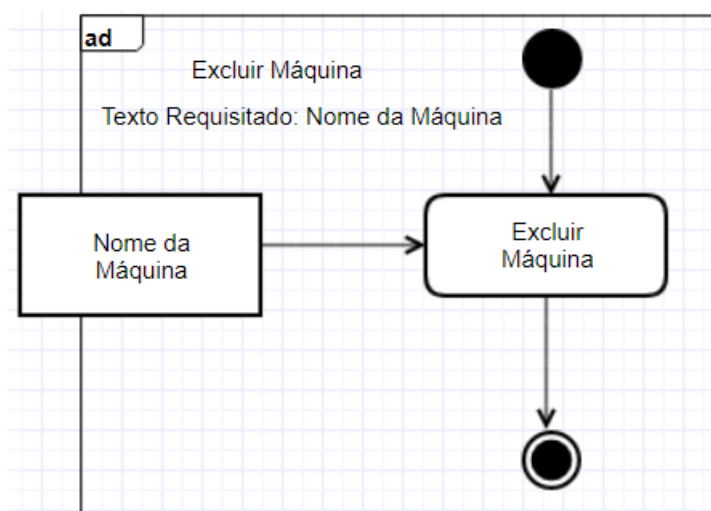 ad
Excluir Máquina
Texto Requisitado: Nome da Máquina
Nome da
Máquina
Excluir
Máquina